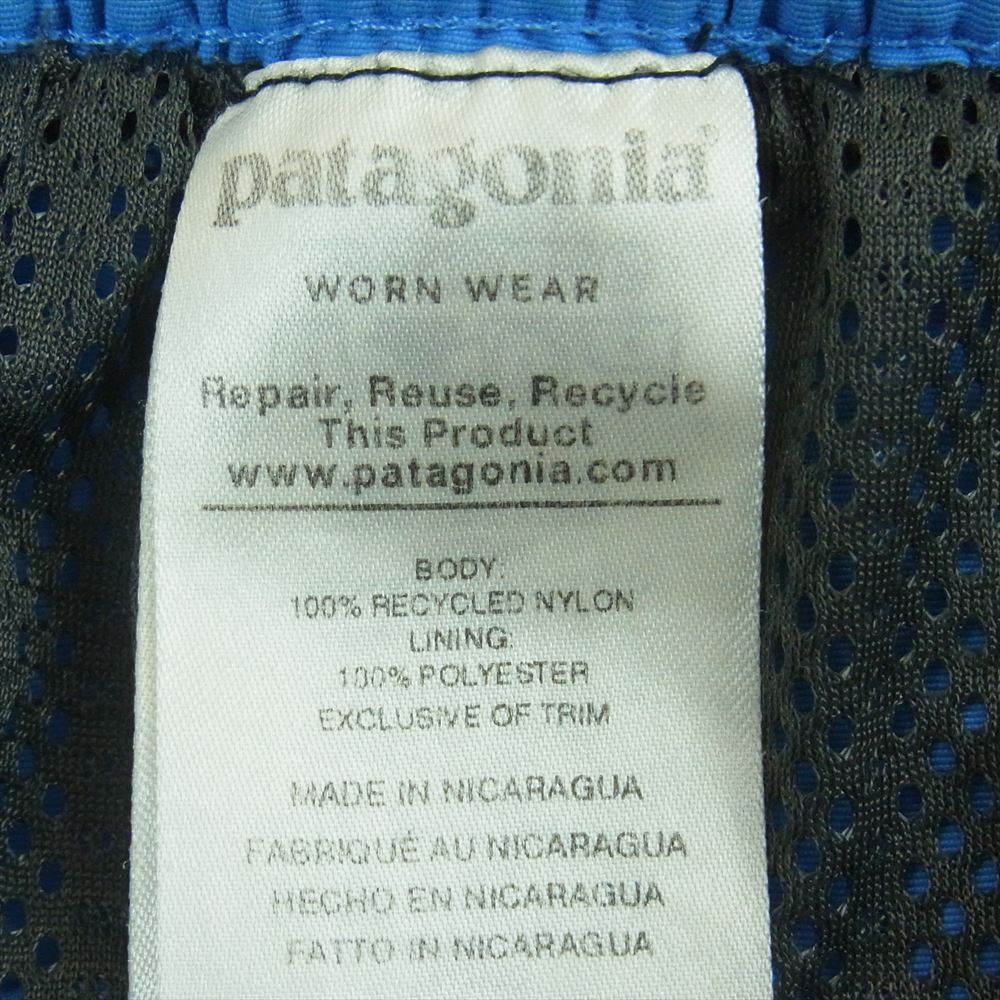 patagonia®
WORN WEAR
Repair, Reuse, Recycle
This Product
www.patagonia.com
BODY:
100% RECYCLED NYLON
LINING:
100% POLYESTER
EXCLUSIVE OF TRIM
MADE IN NICARAGUA
FABRIQUÉ AU NICARAGUA
HECHO EN NICARAGUA
FATTO IN NICARAGUA